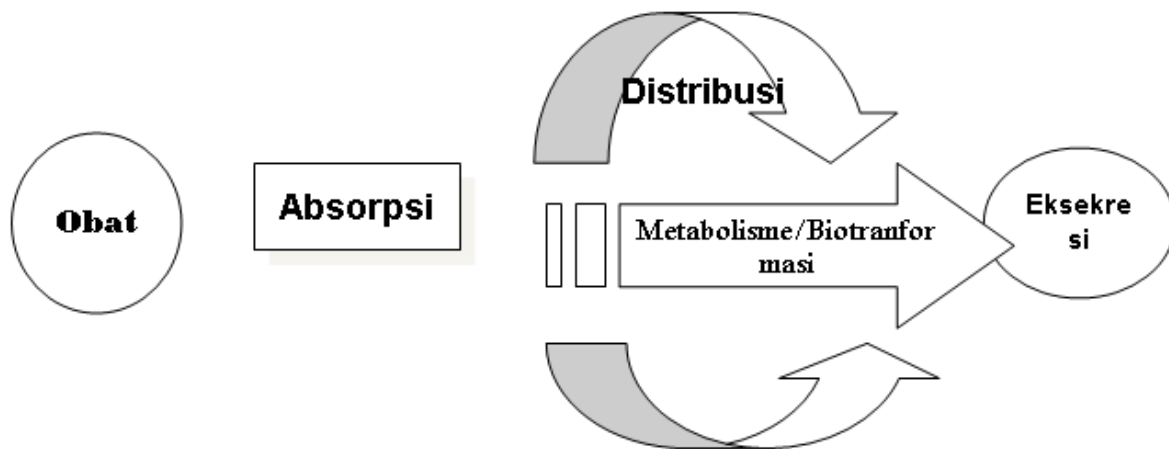 Distribusi
Obat
Absorpsi
Metabolisme/Biotranfor
masi
Eksekre
si